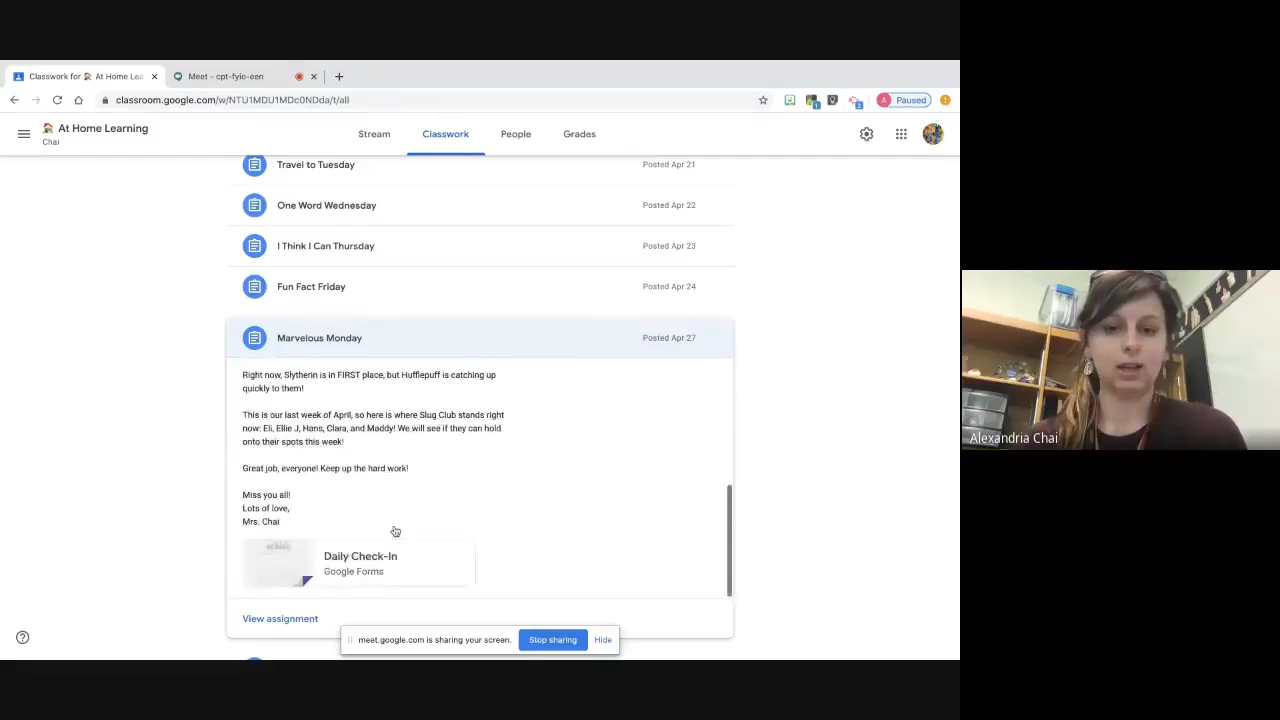 Classwork for 🏠 At Home Lea
Meet - cpt-fyio-een
classroom.google.com/w/NTU1MDU1MDc0NDda/t/all
Paused
🏠 At Home Learning
Chai
Stream
Classwork
People
Grades
Travel to Tuesday Posted Apr 21
One Word Wednesday Posted Apr 22
I Think I Can Thursday Posted Apr 23
Fun Fact Friday Posted Apr 24
Marvelous Monday Posted Apr 27
Right now, Slytherin is in FIRST place, but Hufflepuff is catching up
quickly to them!
This is our last week of April, so here is where Slug Club stands right
now: Eli, Ellie J, Hans, Clara, and Maddy! We will see if they can hold
onto their spots this week!
Great job, everyone! Keep up the hard work!
Miss you all!
Lots of love,
Mrs. Chai
Daily Check-In
Google Forms
View assignment
meet.google.com is sharing your screen. Stop sharing Hide
Alexandria Chai